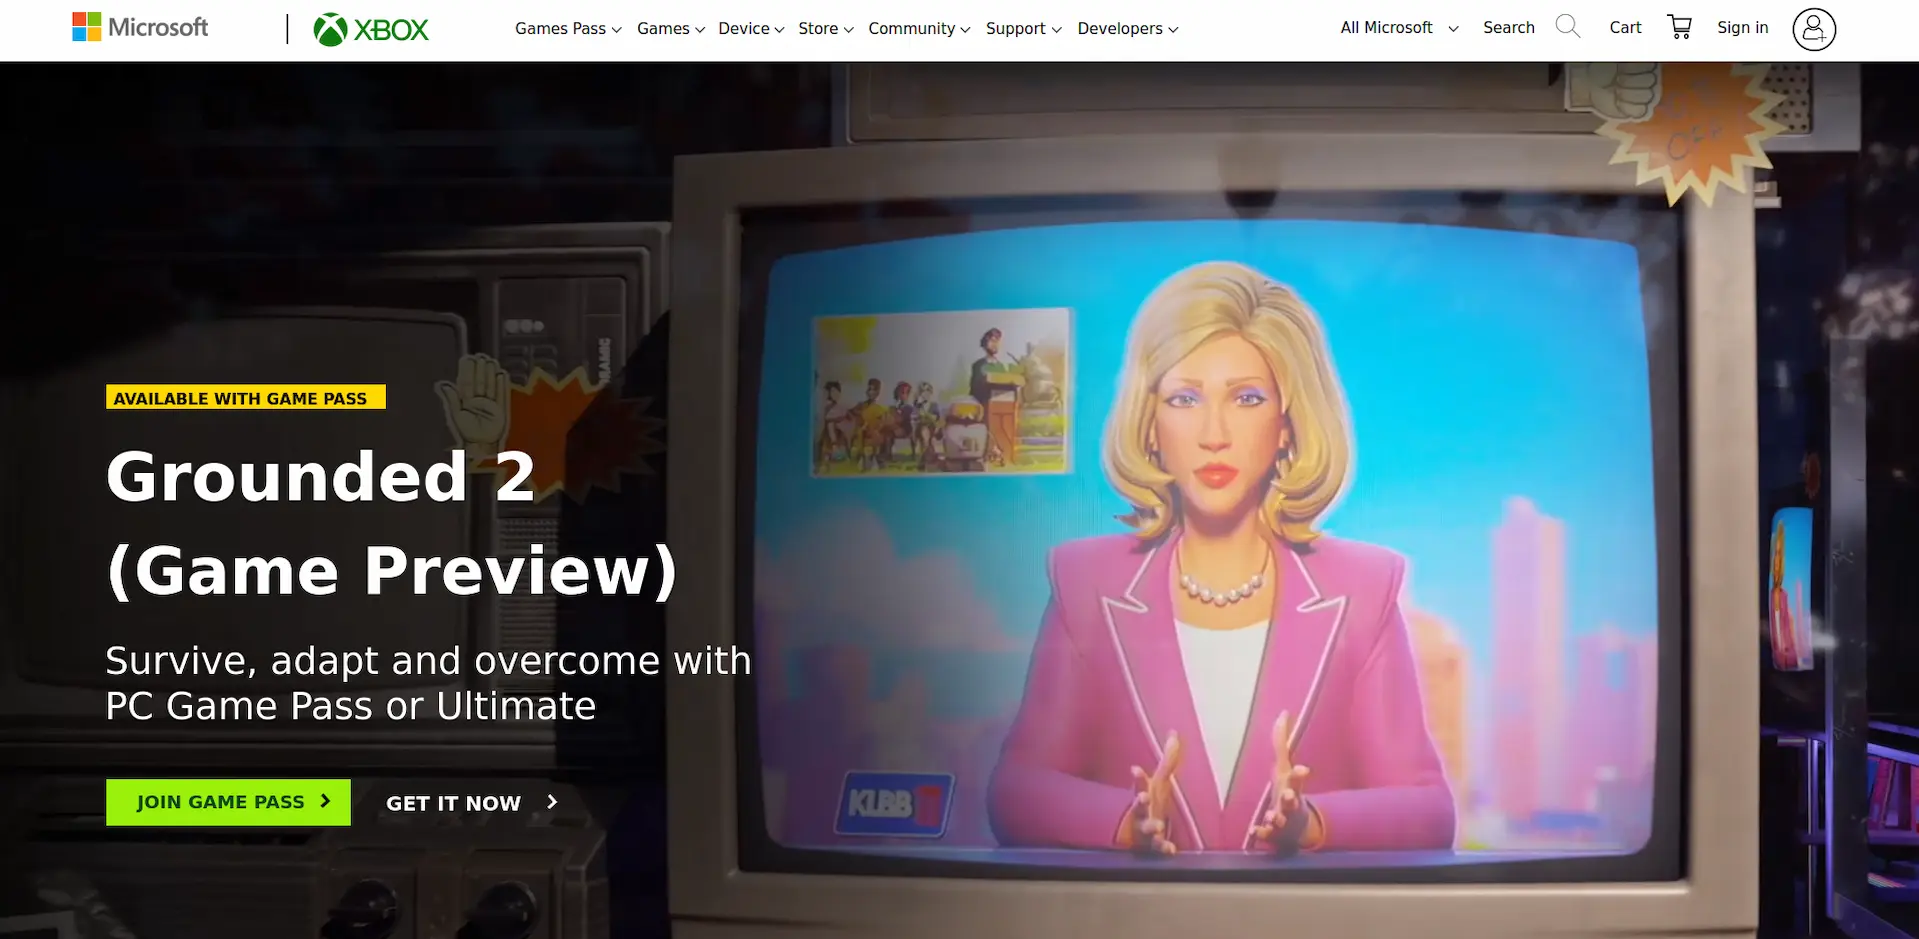 Microsoft
XBOX
Games Pass
Games
Device
Store
Community
Support
Developers
All Microsoft
Search
Cart
Sign in
OFF
AVAILABLE WITH GAME PASS
Grounded 2
(Game Preview)
Survive, adapt and overcome with
PC Game Pass or Ultimate
JOIN GAME PASS
GET IT NOW
KLBB